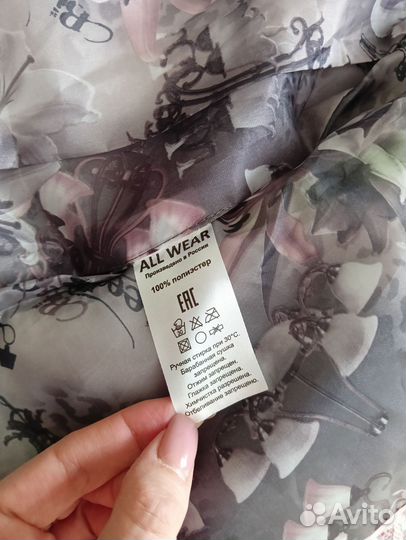 ALL WEAR
Произведено в России
100% полиэстер
EAC
Ручная стирка при 30°С.
Барабанная сушка
запрещена.
Отжим запрещен.
Глажка запрещена.
Химчистка разрешена.
Отбеливание запрещено.
Avito